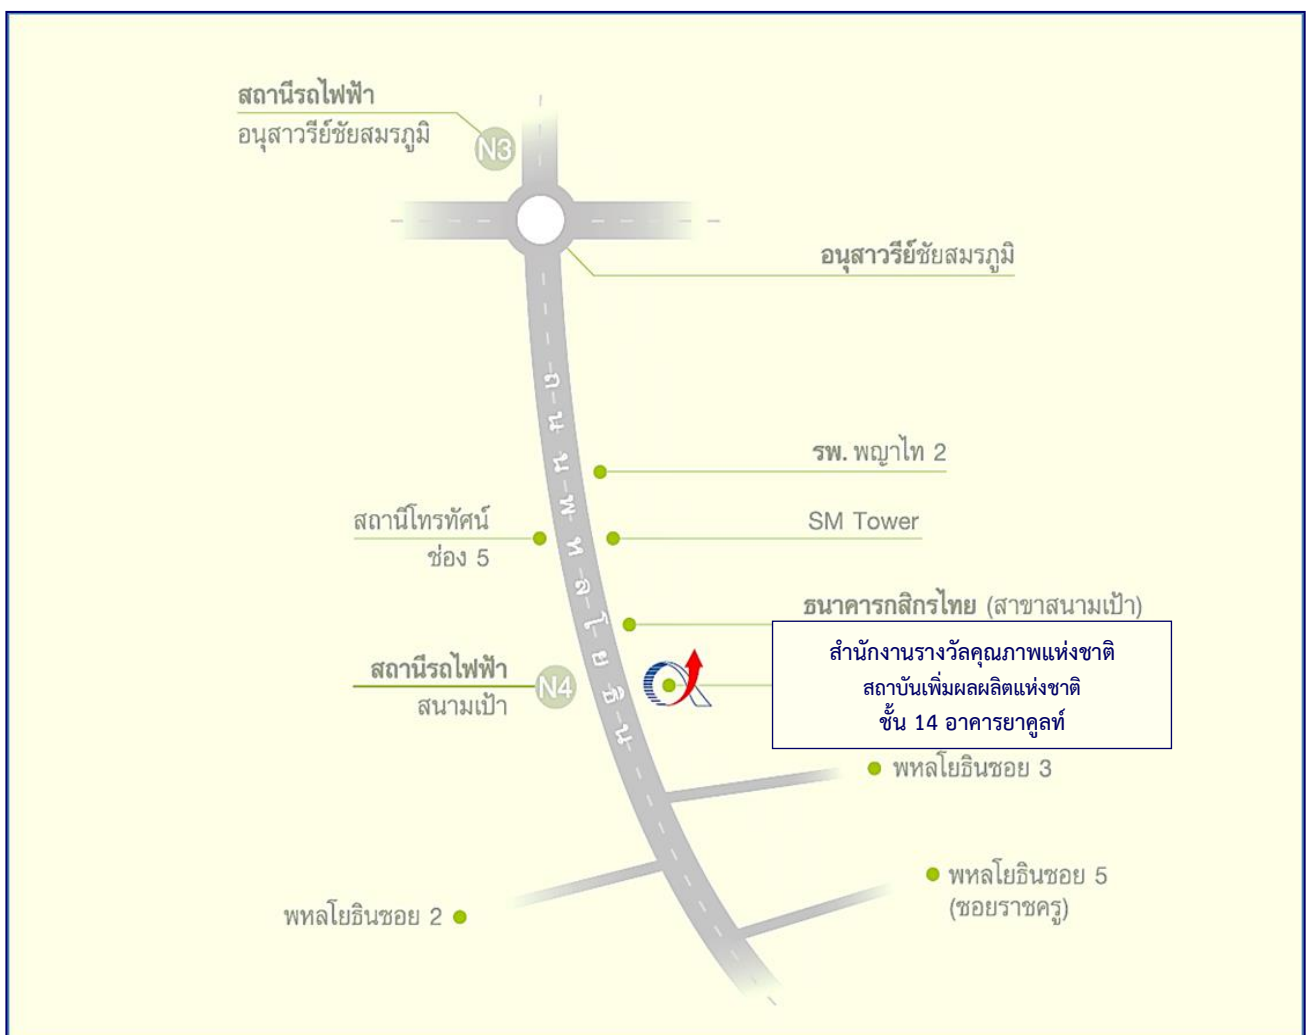 สถานีรถไฟฟ้า
อนุสาวรีย์ชัยสมรภูมิ
N3
อนุสาวรีย์ชัยสมรภูมิ
ถนนพหลโยธิน
รพ. พญาไท 2
สถานีโทรทัศน์
ช่อง 5
SM Tower
ธนาคารกสิกรไทย (สาขาสนามเป้า)
สำนักงานรางวัลคุณภาพแห่งชาติ
สถาบันเพิ่มผลผลิตแห่งชาติ
ชั้น 14 อาคารยาคูลท์
สถานีรถไฟฟ้า
สนามเป้า
N4
พหลโยธินซอย 3
พหลโยธินซอย 5
(ซอยราชครู)
พหลโยธินซอย 2